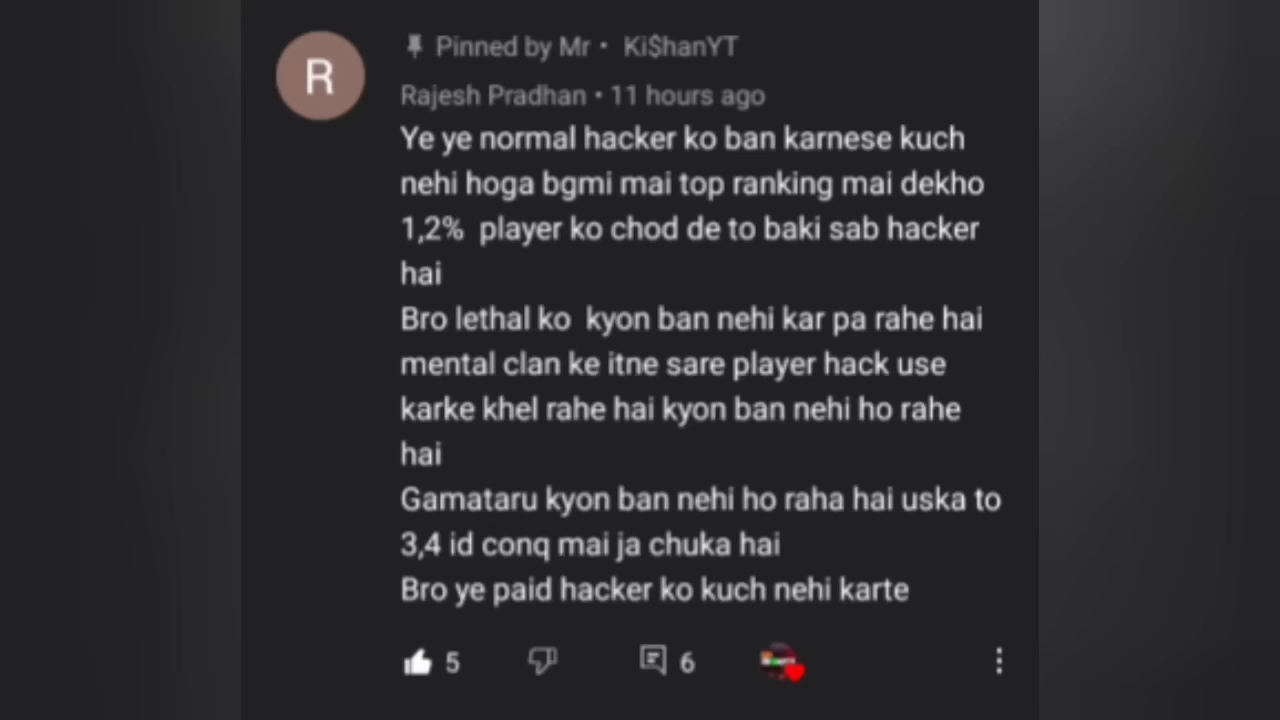 R
Pinned by Mr • Ki$hanYT
Rajesh Pradhan • 11 hours ago
Ye ye normal hacker ko ban karnese kuch
nehi hoga bgmi mai top ranking mai dekho
1,2% player ko chod de to baki sab hacker
hai
Bro lethal ko kyon ban nehi kar pa rahe hai
mental clan ke itne sare player hack use
karke khel rahe hai kyon ban nehi ho rahe
hai
Gamataru kyon ban nehi ho raha hai uska to
3,4 id conq mai ja chuka hai
Bro ye paid hacker ko kuch nehi karte
5 6